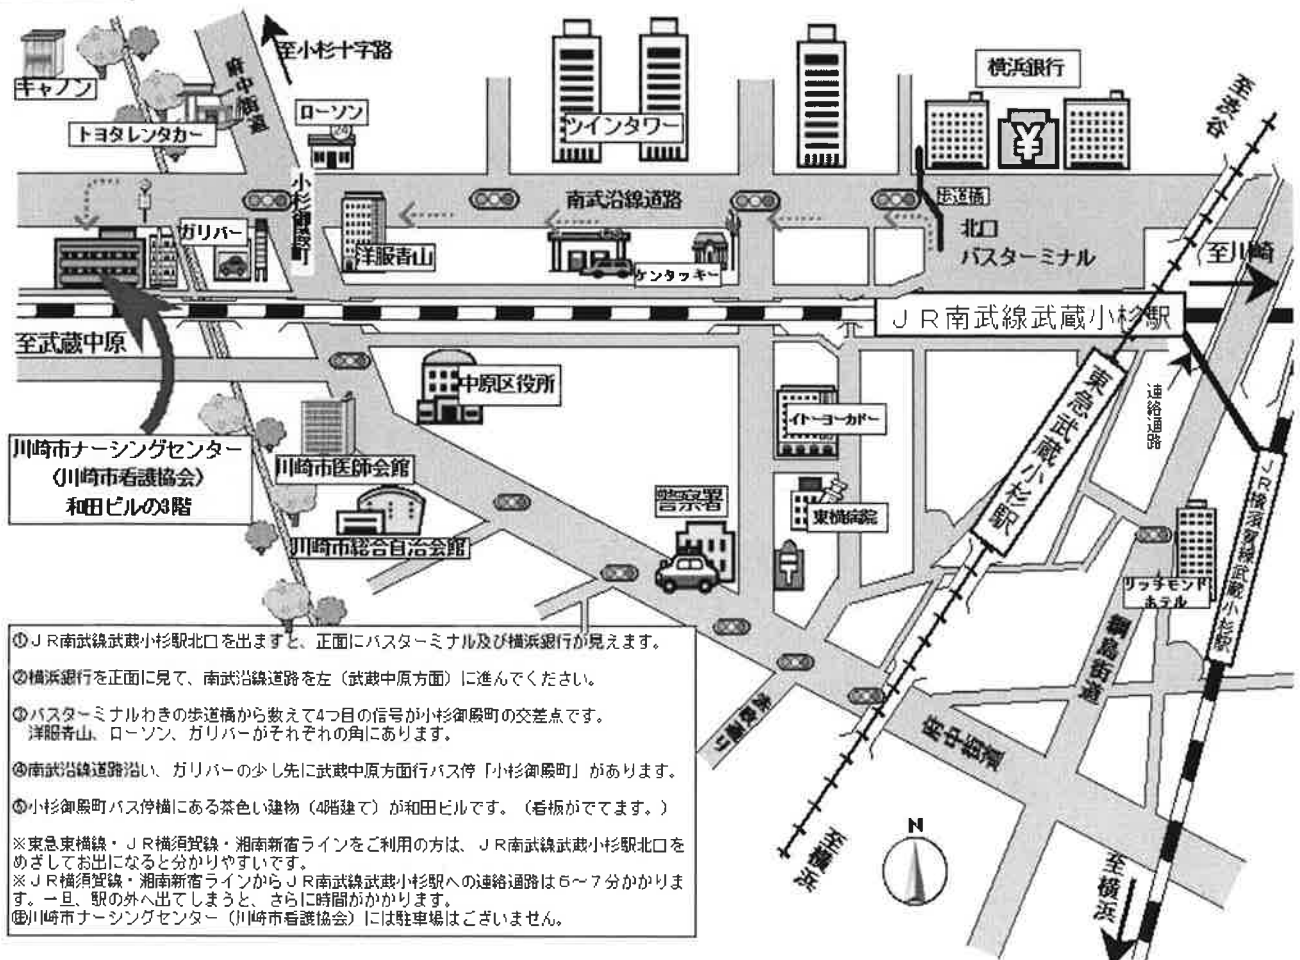 キャノン
トヨタレンタカー
府中街道
至小杉十字路
ローソン
24
小杉御殿町
ツインタワー
横浜銀行
¥
至渋谷
南武沿線道路
歩道橋
北口
バスターミナル
至川崎
ガリバー
洋服青山
ケンタッキー
JR南武線武蔵小杉駅
至武蔵中原
中原区役所
イトーヨーカドー
東急武蔵小杉駅
連絡通路
JR横須賀線武蔵小杉駅
川崎市ナーシングセンター
(川崎市看護協会)
和田ビルの3階
川崎市医師会館
川崎市総合自治会館
警察署
東横病院
リッチモンド
ホテル
綱島街道
府中街道
至横浜
至横浜
N
①JR南武線武蔵小杉駅北口を出ますと、正面にバスターミナル及び横浜銀行が見えます。
②横浜銀行を正面に見て、南武沿線道路を左(武蔵中原方面)に進んでください。
③バスターミナルわきの歩道橋から数えて4つ目の信号が小杉御殿町の交差点です。
洋服青山、ローソン、ガリバーがそれぞれの角にあります。
④南武沿線道路沿い、ガリバーの少し先に武蔵中原方面行バス停「小杉御殿町」があります。
⑤小杉御殿町バス停横にある茶色い建物(4階建て)が和田ビルです。(看板がでてます。)
※東急東横線・JR横須賀線・湘南新宿ラインをご利用の方は、JR南武線武蔵小杉駅北口を
めざしてお出になると分かりやすいです。
※JR横須賀線・湘南新宿ラインからJR南武線武蔵小杉駅への連絡通路は5～7分かかりま
す。一旦、駅の外へ出てしまうと、さらに時間がかかります。
㊟川崎市ナーシングセンター(川崎市看護協会)には駐車場はございません。